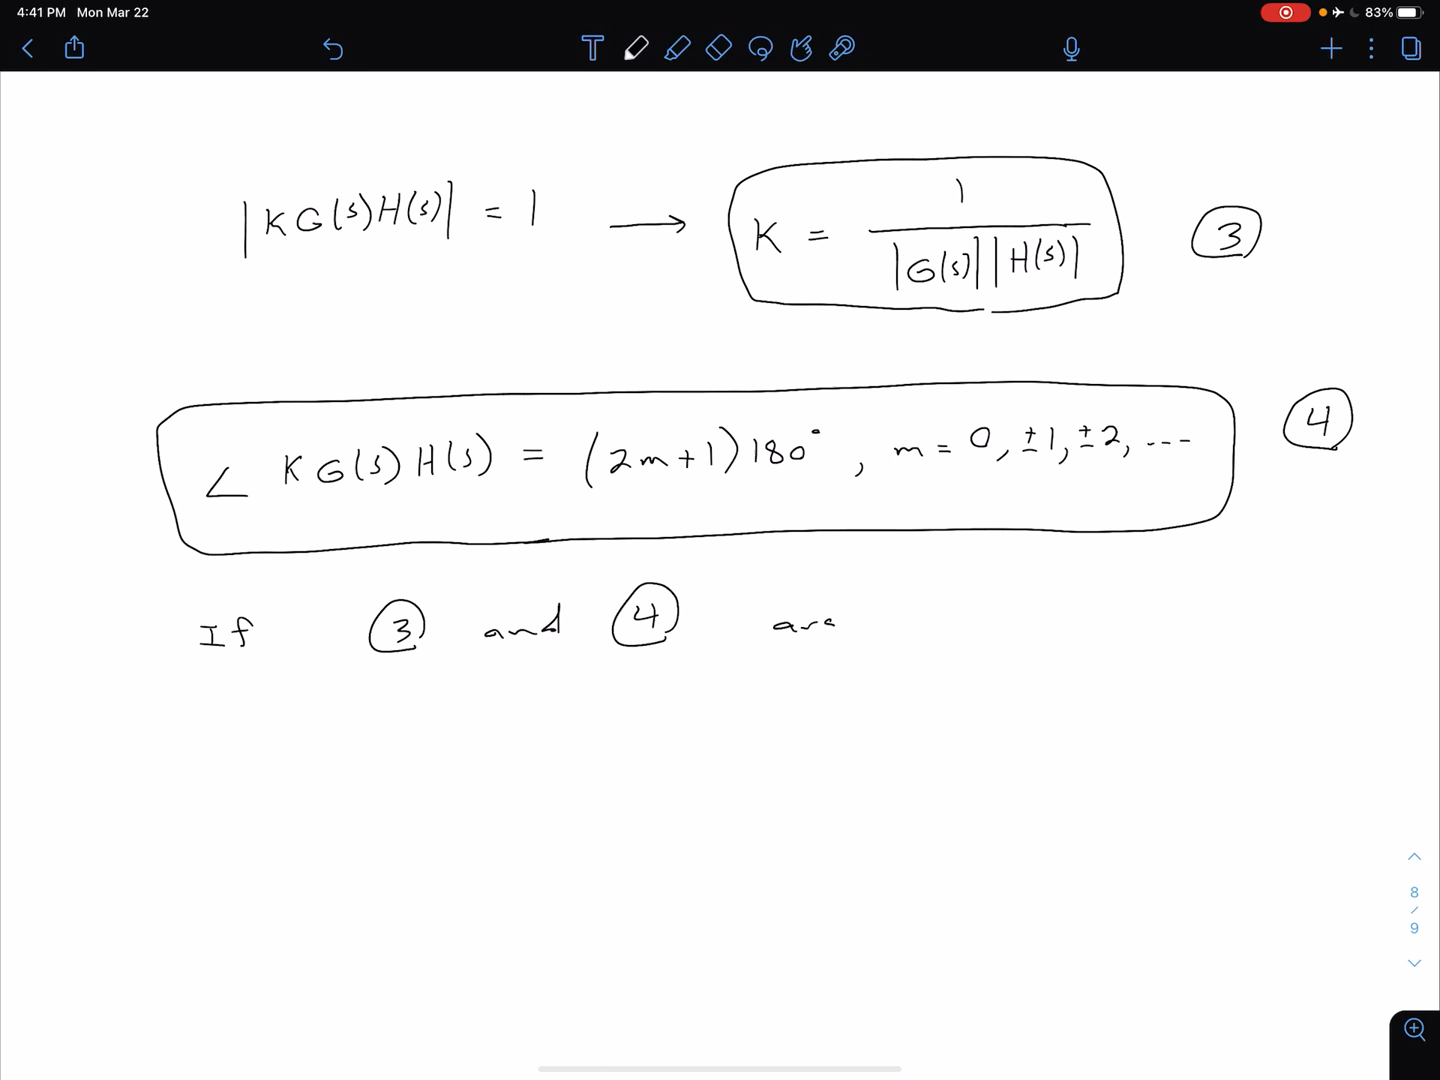 4:41 PM Mon Mar 22 83%
|KG(s)H(s)| = 1 → K = 1 / |G(s)||H(s)| ③
∠ KG(s)H(s) = (2m+1)180°, m = 0, ±1, ±2, --- ④
If ③ and ④ are
8
/
9